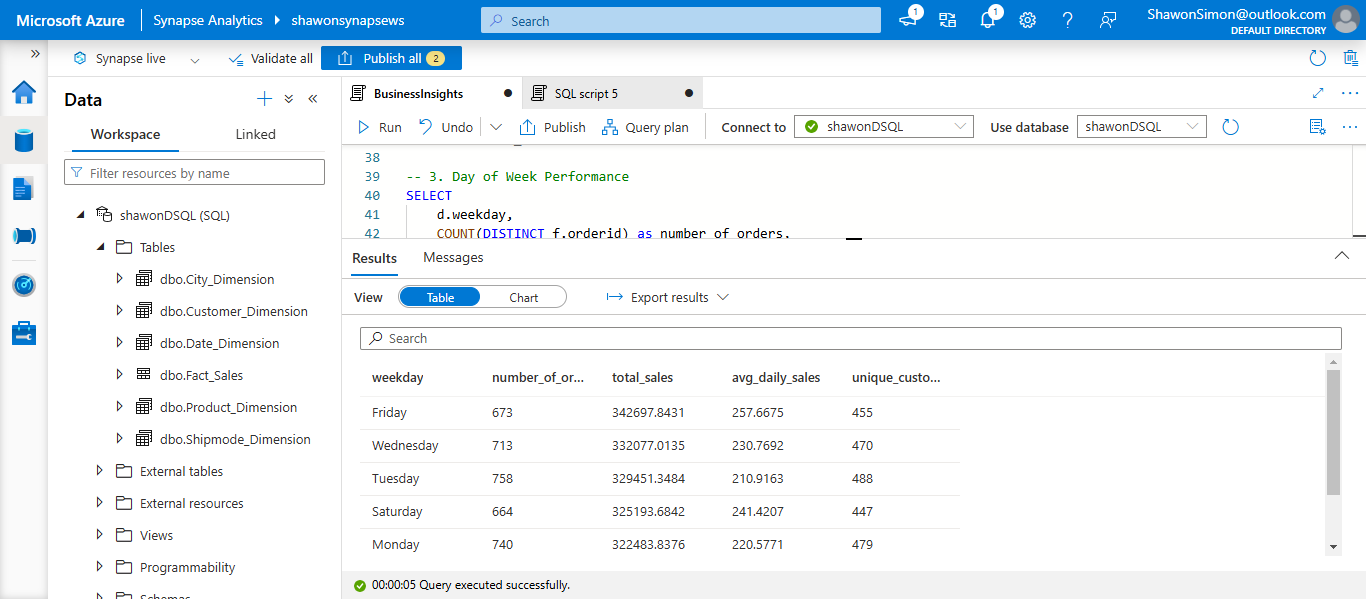 Microsoft Azure
Synapse Analytics
shawonsynapsews
Search
1
1
ShawonSimon@outlook.com
DEFAULT DIRECTORY
Synapse live
Validate all
Publish all 2
Data
Workspace
Linked
Filter resources by name
shawonDSQL (SQL)
Tables
dbo.City_Dimension
dbo.Customer_Dimension
dbo.Date_Dimension
dbo.Fact_Sales
dbo.Product_Dimension
dbo.Shipmode_Dimension
External tables
External resources
Views
Programmability
Schemas
BusinessInsights
SQL script 5
Run
Undo
Publish
Query plan
Connect to
shawonDSQL
Use database
shawonDSQL
38
39 -- 3. Day of Week Performance
40 SELECT
41 d.weekday,
42 COUNT(DISTINCT f.orderid) as number_of_orders,
Results
Messages
View
Table
Chart
Export results
Search
weekday number_of_or... total_sales avg_daily_sales unique_custo...
Friday 673 342697.8431 257.6675 455
Wednesday 713 332077.0135 230.7692 470
Tuesday 758 329451.3484 210.9163 488
Saturday 664 325193.6842 241.4207 447
Monday 740 322483.8376 220.5771 479
00:00:05 Query executed successfully.